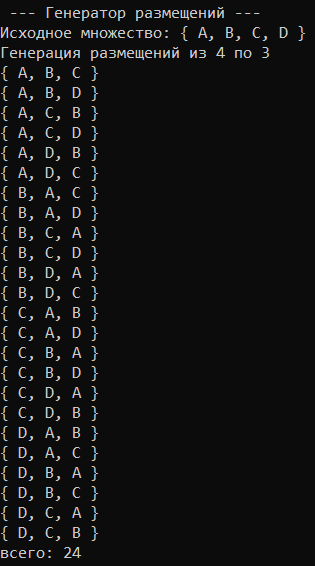 --- Генератор размещений ---
Исходное множество: { A, B, C, D }
Генерация размещений из 4 по 3
{ A, B, C }
{ A, B, D }
{ A, C, B }
{ A, C, D }
{ A, D, B }
{ A, D, C }
{ B, A, C }
{ B, A, D }
{ B, C, A }
{ B, C, D }
{ B, D, A }
{ B, D, C }
{ C, A, B }
{ C, A, D }
{ C, B, A }
{ C, B, D }
{ C, D, A }
{ C, D, B }
{ D, A, B }
{ D, A, C }
{ D, B, A }
{ D, B, C }
{ D, C, A }
{ D, C, B }
всего: 24